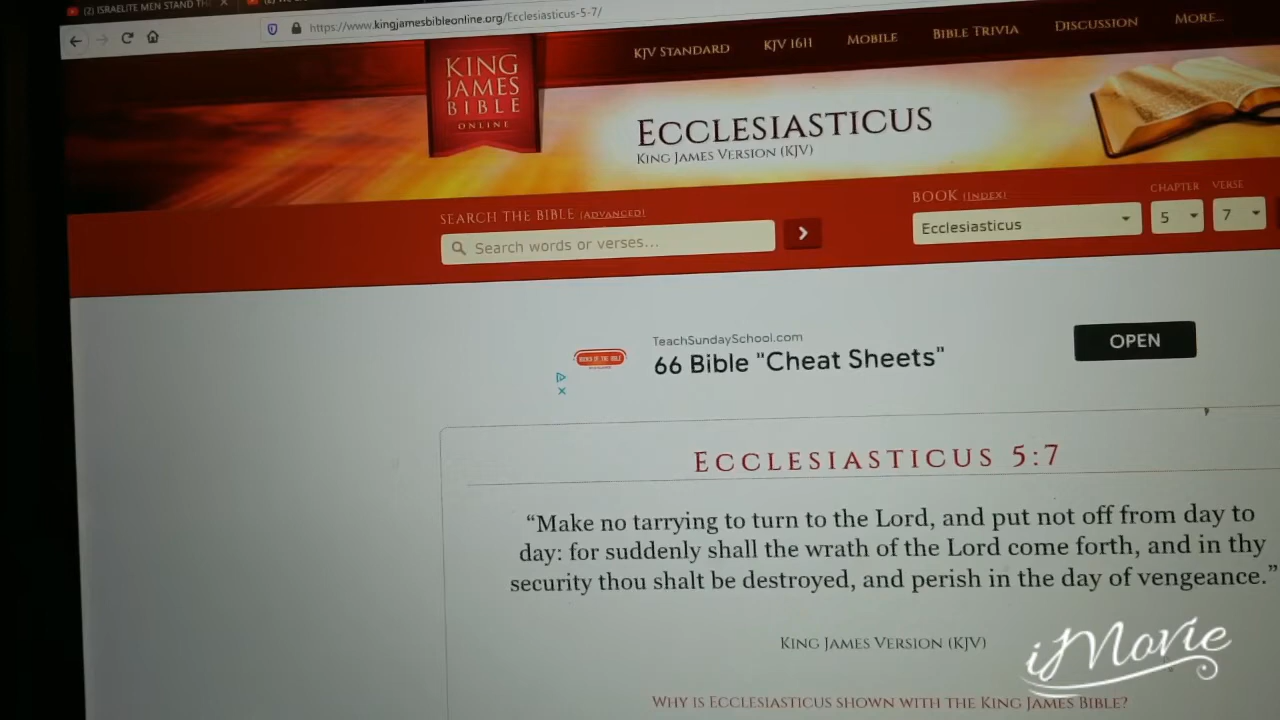 (2) ISRAELITE MEN STAND TH
https://www.kingjamesbibleonline.org/Ecclesiasticus-5-7/
KING
JAMES
BIBLE
ONLINE
KJV STANDARD KJV 1611 MOBILE BIBLE TRIVIA DISCUSSION MORE...
ECCLESIASTICUS
KING JAMES VERSION (KJV)
SEARCH THE BIBLE (ADVANCED)
Search words or verses...
BOOK (INDEX) CHAPTER VERSE
Ecclesiasticus 5 7
TeachSundaySchool.com
66 Bible "Cheat Sheets"
OPEN
ECCLESIASTICUS 5:7
“Make no tarrying to turn to the Lord, and put not off from day to
day: for suddenly shall the wrath of the Lord come forth, and in thy
security thou shalt be destroyed, and perish in the day of vengeance.”
KING JAMES VERSION (KJV)
iMovie
WHY IS ECCLESIASTICUS SHOWN WITH THE KING JAMES BIBLE?